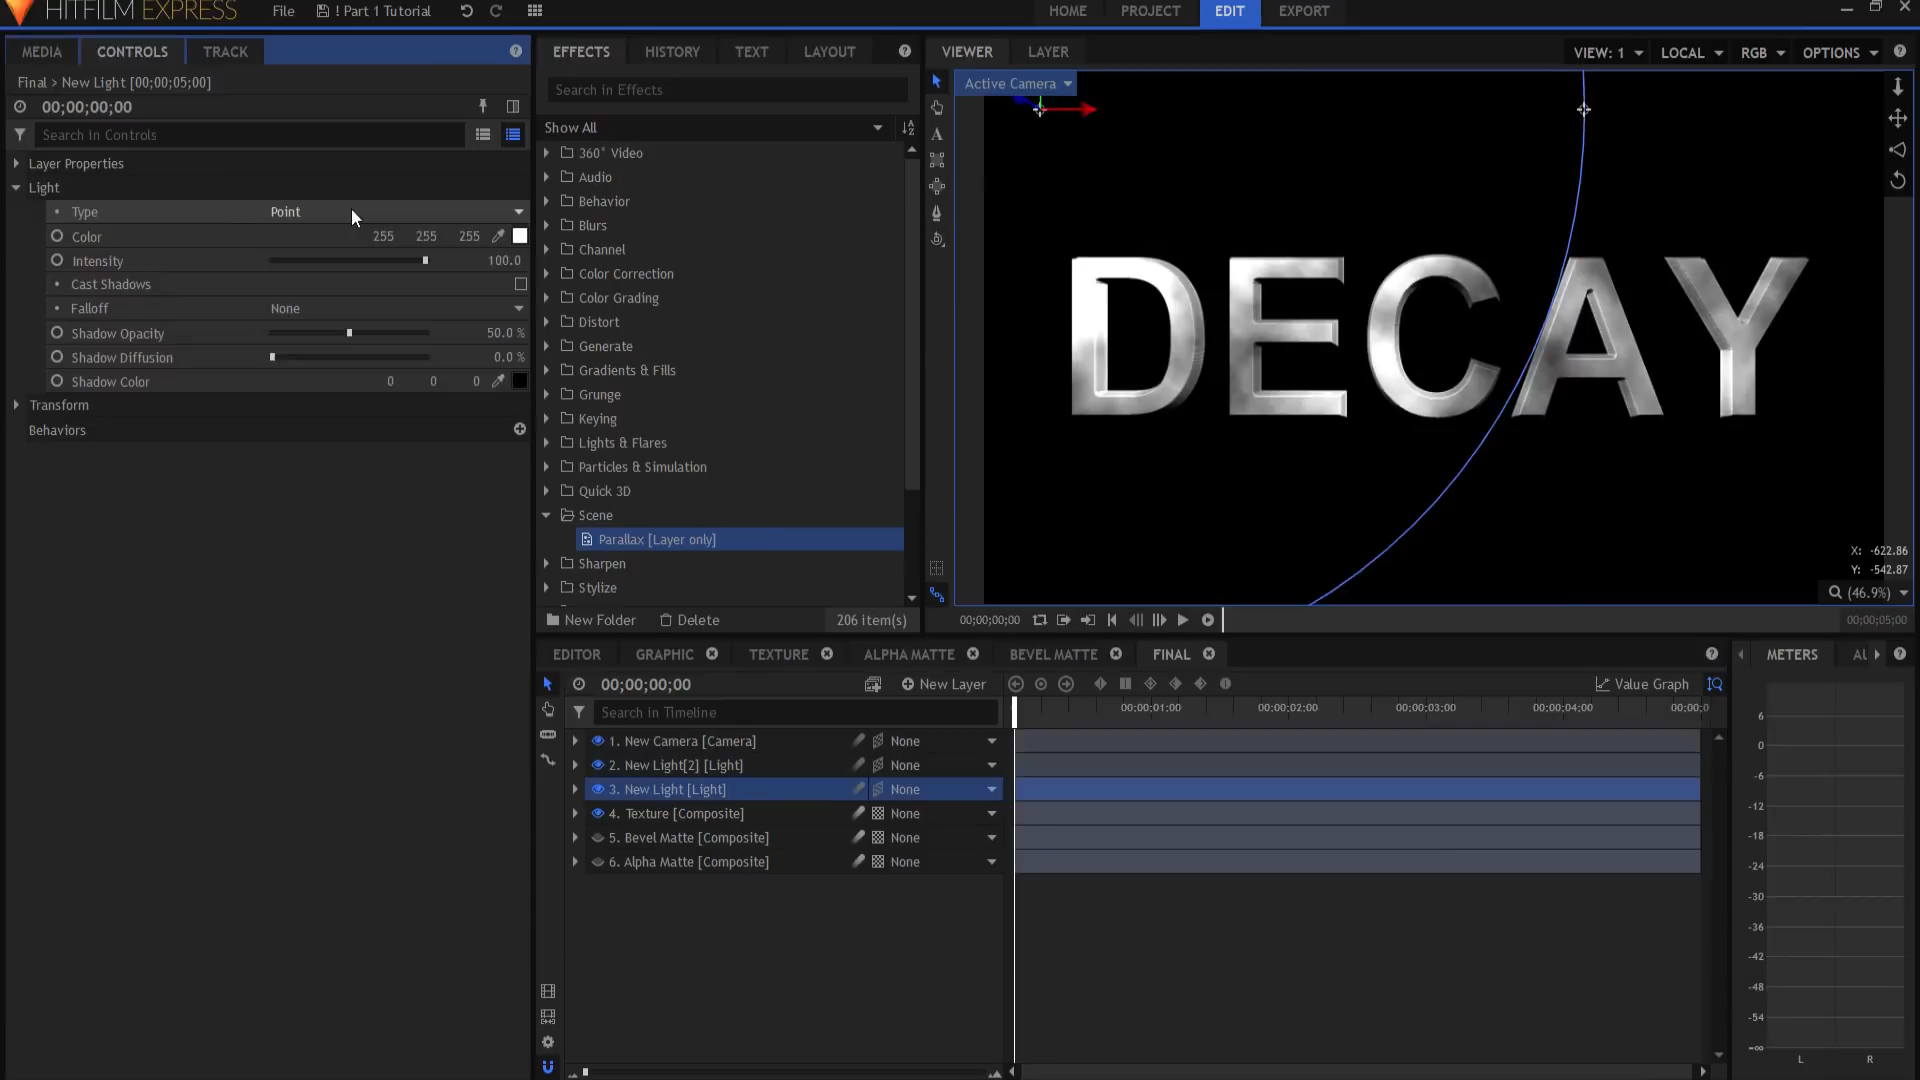 HITFILM EXPRESS File ! Part 1 Tutorial HOME PROJECT EDIT EXPORT
MEDIA CONTROLS TRACK
Final > New Light [00;00;05;00]
00;00;00;00
Search in Controls
Layer Properties
Light
Type Point
Color 255 255 255
Intensity 100.0
Cast Shadows
Falloff None
Shadow Opacity 50.0 %
Shadow Diffusion 0.0 %
Shadow Color 0 0 0
Transform
Behaviors
EFFECTS HISTORY TEXT LAYOUT
Search in Effects
Show All
360° Video
Audio
Behavior
Blurs
Channel
Color Correction
Color Grading
Distort
Generate
Gradients & Fills
Grunge
Keying
Lights & Flares
Particles & Simulation
Quick 3D
Scene
Parallax [Layer only]
Sharpen
Stylize
New Folder Delete 206 item(s)
VIEWER LAYER VIEW: 1 LOCAL RGB OPTIONS
Active Camera
DECAY
X: -622.86
Y: -542.87
(46.9%)
00;00;00;00 00;00;05;00
EDITOR GRAPHIC TEXTURE ALPHA MATTE BEVEL MATTE FINAL
00;00;00;00 New Layer Value Graph
Search in Timeline 00;00;01;00 00;00;02;00 00;00;03;00 00;00;04;00 00;00;0
1. New Camera [Camera] None
2. New Light[2] [Light] None
3. New Light [Light] None
4. Texture [Composite] None
5. Bevel Matte [Composite] None
6. Alpha Matte [Composite] None
METERS AU
6
0
-6
-12
-18
-24
-30
-36
-42
-48
-54
-∞
L R